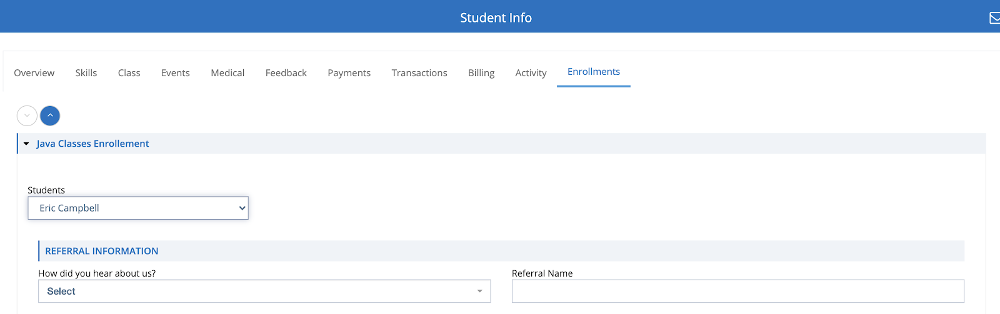 Student Info
Overview Skills Class Events Medical Feedback Payments Transactions Billing Activity Enrollments
Java Classes Enrollement
Students
Eric Campbell
REFERRAL INFORMATION
How did you hear about us? Referral Name
Select